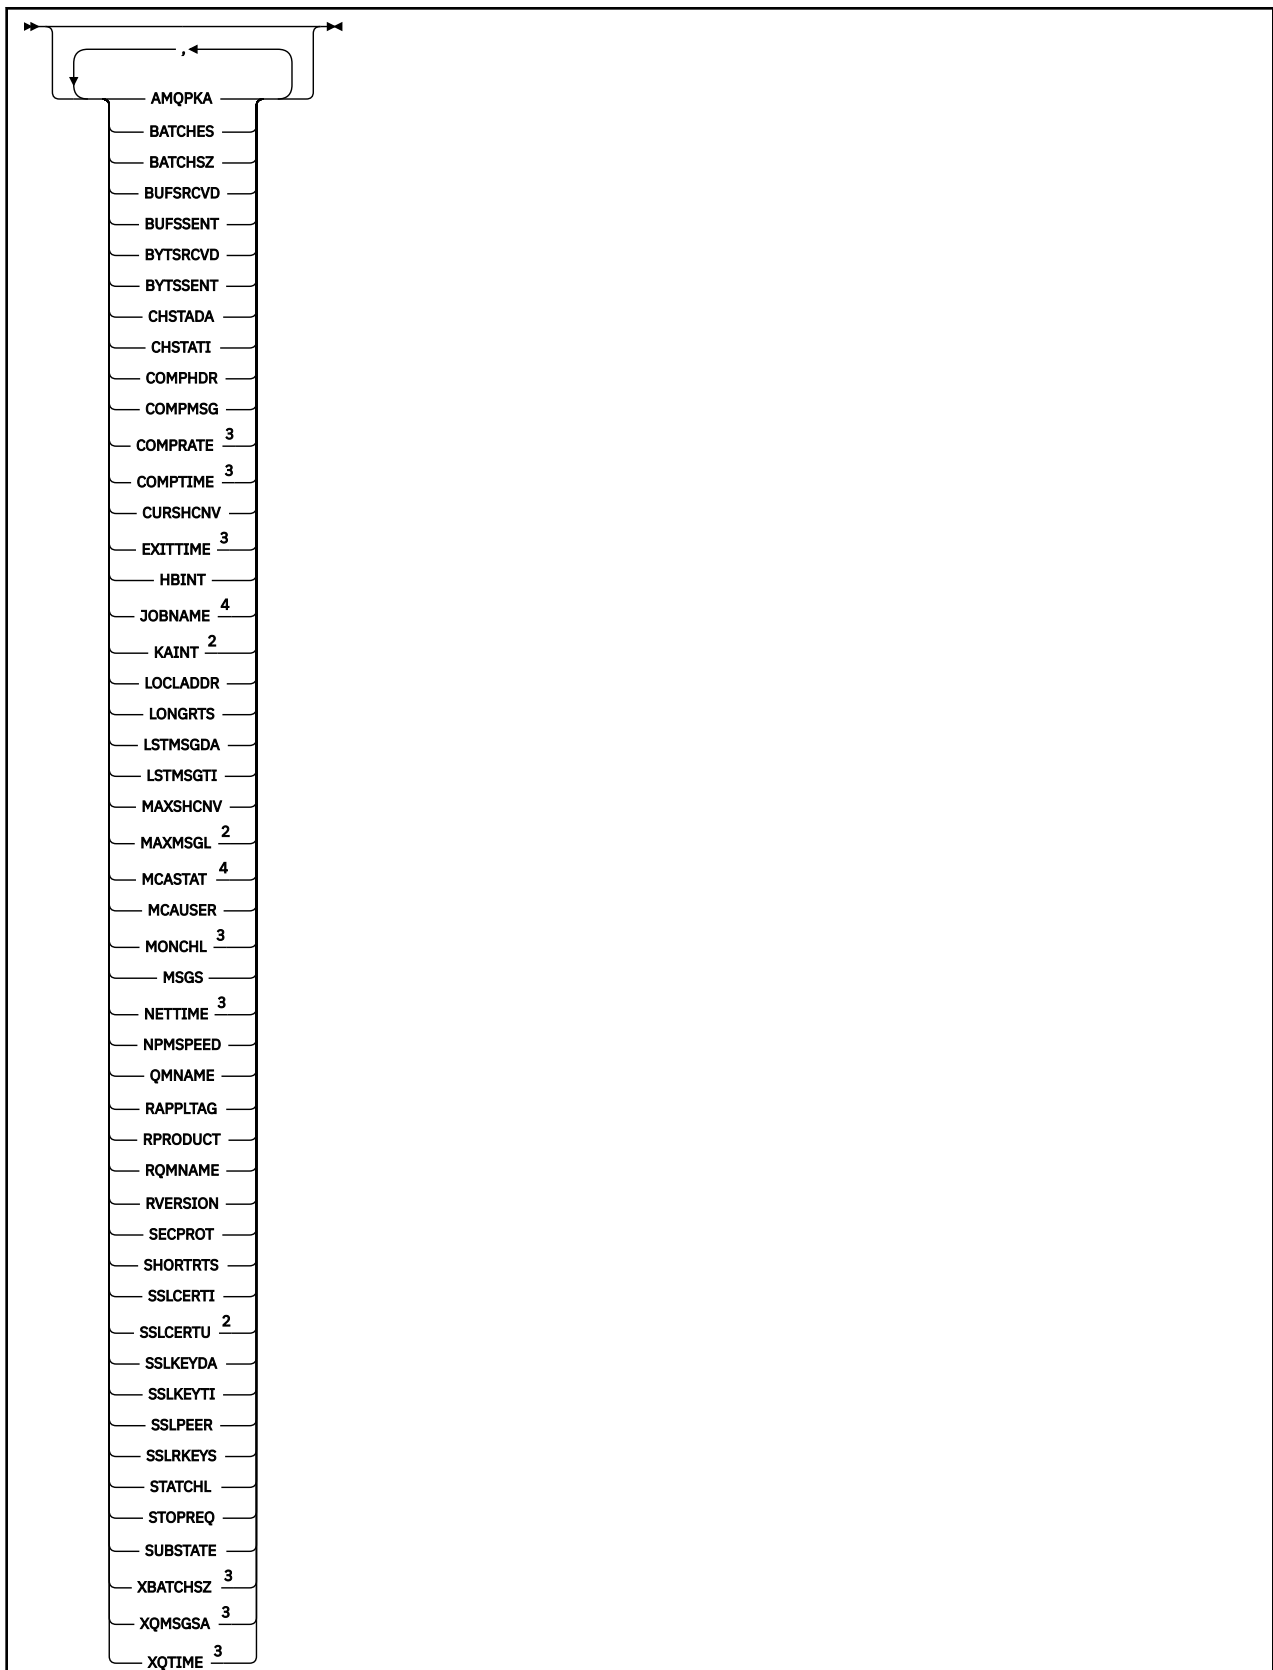 ,
AMQPKA
BATCHES
BATCHSZ
BUFSRCVD
BUFSSENT
BYTSRCVD
BYTSSENT
CHSTADA
CHSTATI
COMPHDR
COMPMSG
COMPRATE 3
COMPTIME 3
CURSHCNV
EXITTIME 3
HBINT
JOBNAME 4
KAINT 2
LOCLADDR
LONGRTS
LSTMSGDA
LSTMSGTI
MAXSHCNV
MAXMSGL 2
MCASTAT 4
MCAUSER
MONCHL 3
MSGS
NETTIME 3
NPMSPEED
QMNAME
RAPPLTAG
RPRODUCT
RQMNAME
RVERSION
SECPROT
SHORTRTS
SSLCERTI
SSLCERTU 2
SSLKEYDA
SSLKEYTI
SSLPEER
SSLRKEYS
STATCHL
STOPREQ
SUBSTATE
XBATCHSZ 3
XQMSGSA 3
XQTIME 3